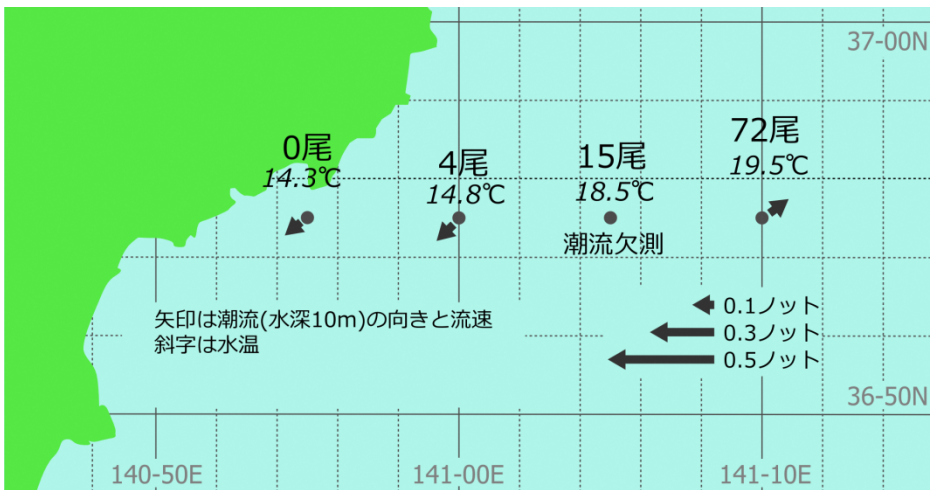 37-00N
72尾
19.5℃
0尾
14.3℃
4尾
14.8℃
15尾
18.5℃
潮流欠測
矢印は潮流(水深10m)の向きと流速
斜字は水温
0.1ノット
0.3ノット
0.5ノット
36-50N
140-50E
141-00E
141-10E